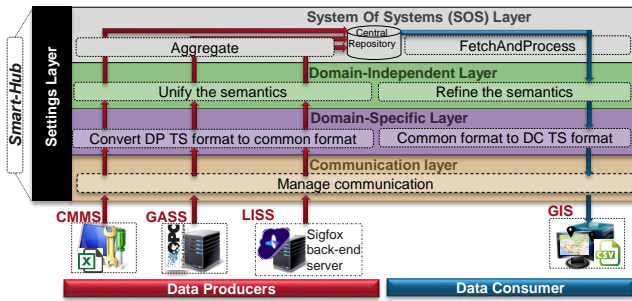 Smart-Hub
Settings Layer
System Of Systems (SOS) Layer
Aggregate
Central
Repository
FetchAndProcess
Domain-Independent Layer
Unify the semantics
Refine the semantics
Domain-Specific Layer
Convert DP TS format to common format
Common format to DC TS format
Communication layer
Manage communication
CMMS
GASS
LISS
GIS
X
OPC
Sigfox
back-end
server
CSV
Data Producers
Data Consumer